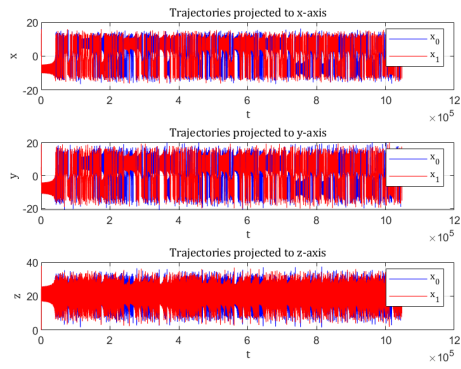 Trajectories projected to x-axis
20
0
-20
x
x0
x1
0 2 4 6 8 10 12
t
×10^5
Trajectories projected to y-axis
20
0
-20
y
x0
x1
0 2 4 6 8 10 12
t
×10^5
Trajectories projected to z-axis
40
20
0
z
x0
x1
0 2 4 6 8 10 12
t
×10^5